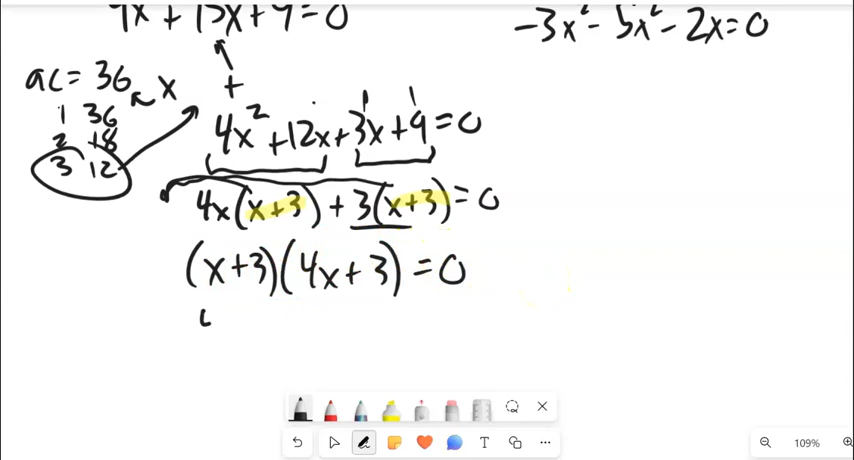 4x² + 15x + 9 = 0
-3x² - 5x² - 2x = 0
ac = 36
x
+
1 36
2 18
3 12
4x² + 12x + 3x + 9 = 0
4x(x+3) + 3(x+3) = 0
(x+3)(4x+3) = 0
109%